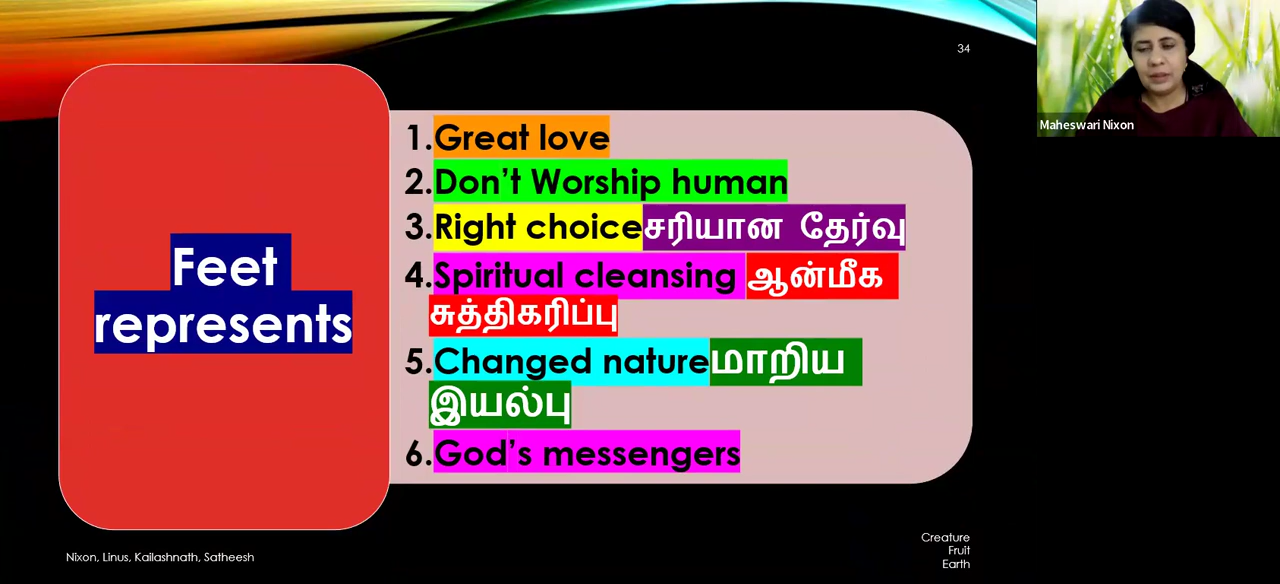 34
Maheswari Nixon
Feet
represents
1.Great love
2.Don't Worship human
3.Right choiceசரியான தேர்வு
4.Spiritual cleansing ஆன்மீக
சுத்திகரிப்பு
5.Changed natureமாறிய
இயல்பு
6.God's messengers
Nixon, Linus, Kailashnath, Satheesh
Creature
Fruit
Earth